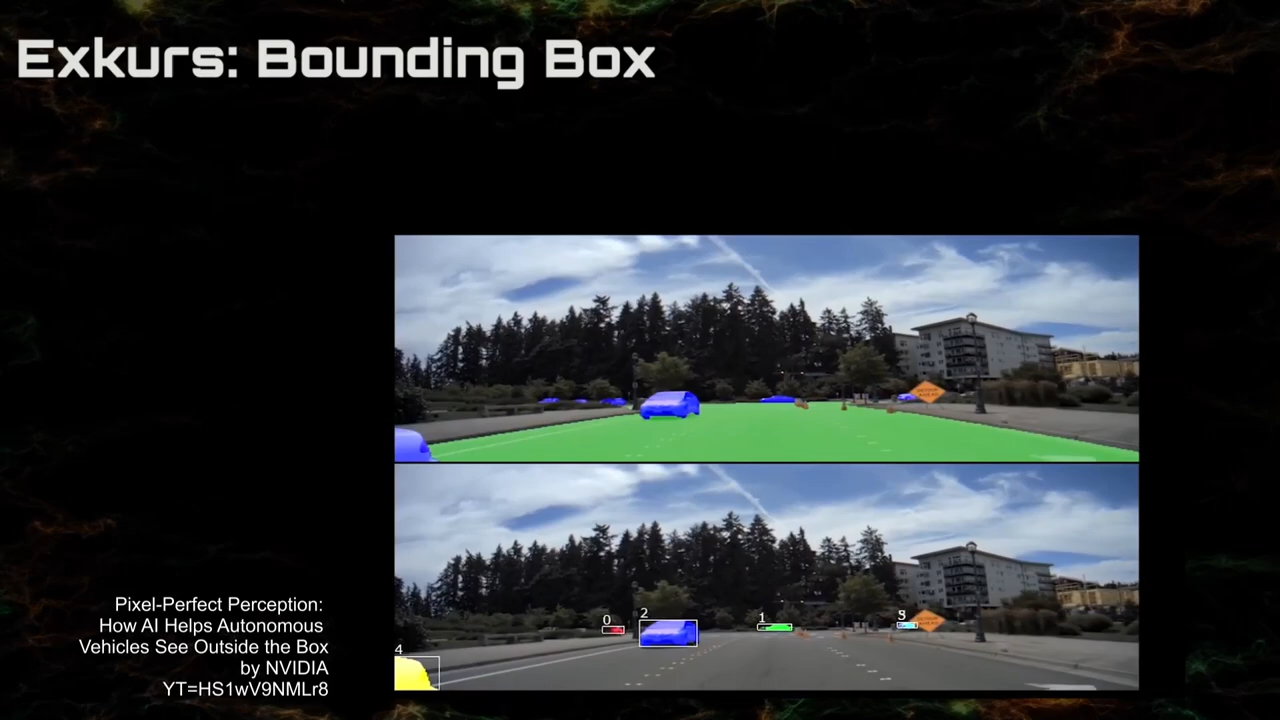 Exkurs: Bounding Box
0
2
1
4
Pixel-Perfect Perception:
How AI Helps Autonomous
Vehicles See Outside the Box
by NVIDIA
YT=HS1wV9NMLr8